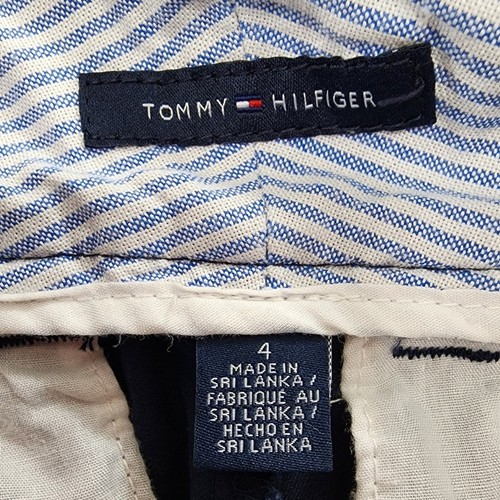 TOMMY HILFIGER
4
MADE IN
SRI LANKA /
FABRIQUÉ AU
SRI LANKA /
HECHO EN
SRI LANKA